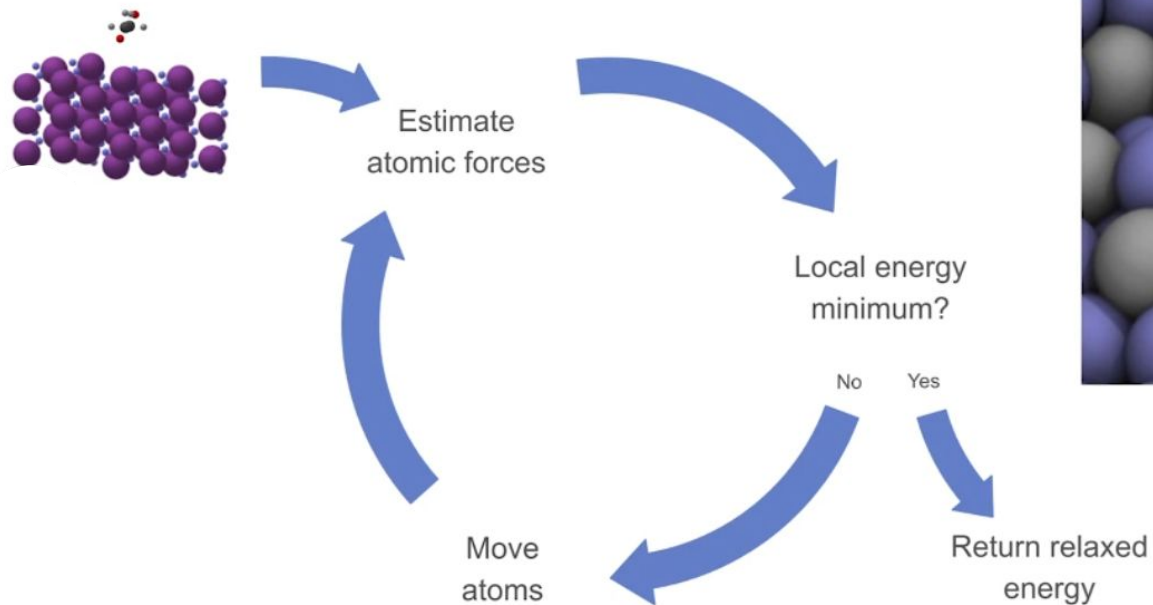 Estimate
atomic forces
Local energy
minimum?
No
Yes
Move
atoms
Return relaxed
energy